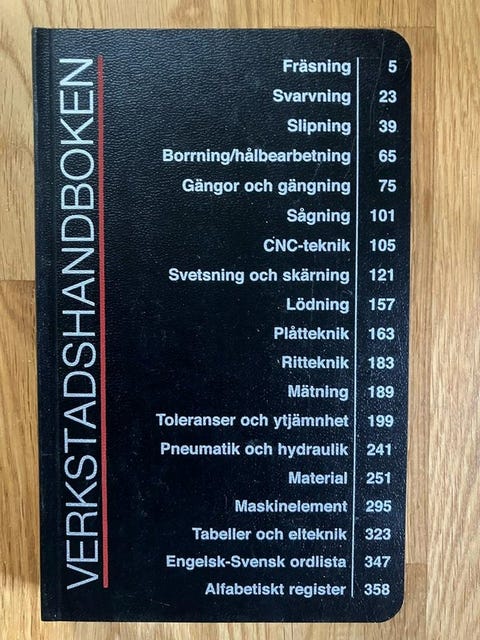 VERKSTADSHANDBOKEN
Fräsning 5
Svarvning 23
Slipning 39
Borrning/hålbearbetning 65
Gängor och gängning 75
Sågning 101
CNC-teknik 105
Svetsning och skärning 121
Lödning 157
Plåtteknik 163
Ritteknik 183
Mätning 189
Toleranser och ytjämnhet 199
Pneumatik och hydraulik 241
Material 251
Maskinelement 295
Tabeller och elteknik 323
Engelsk-Svensk ordlista 347
Alfabetiskt register 358